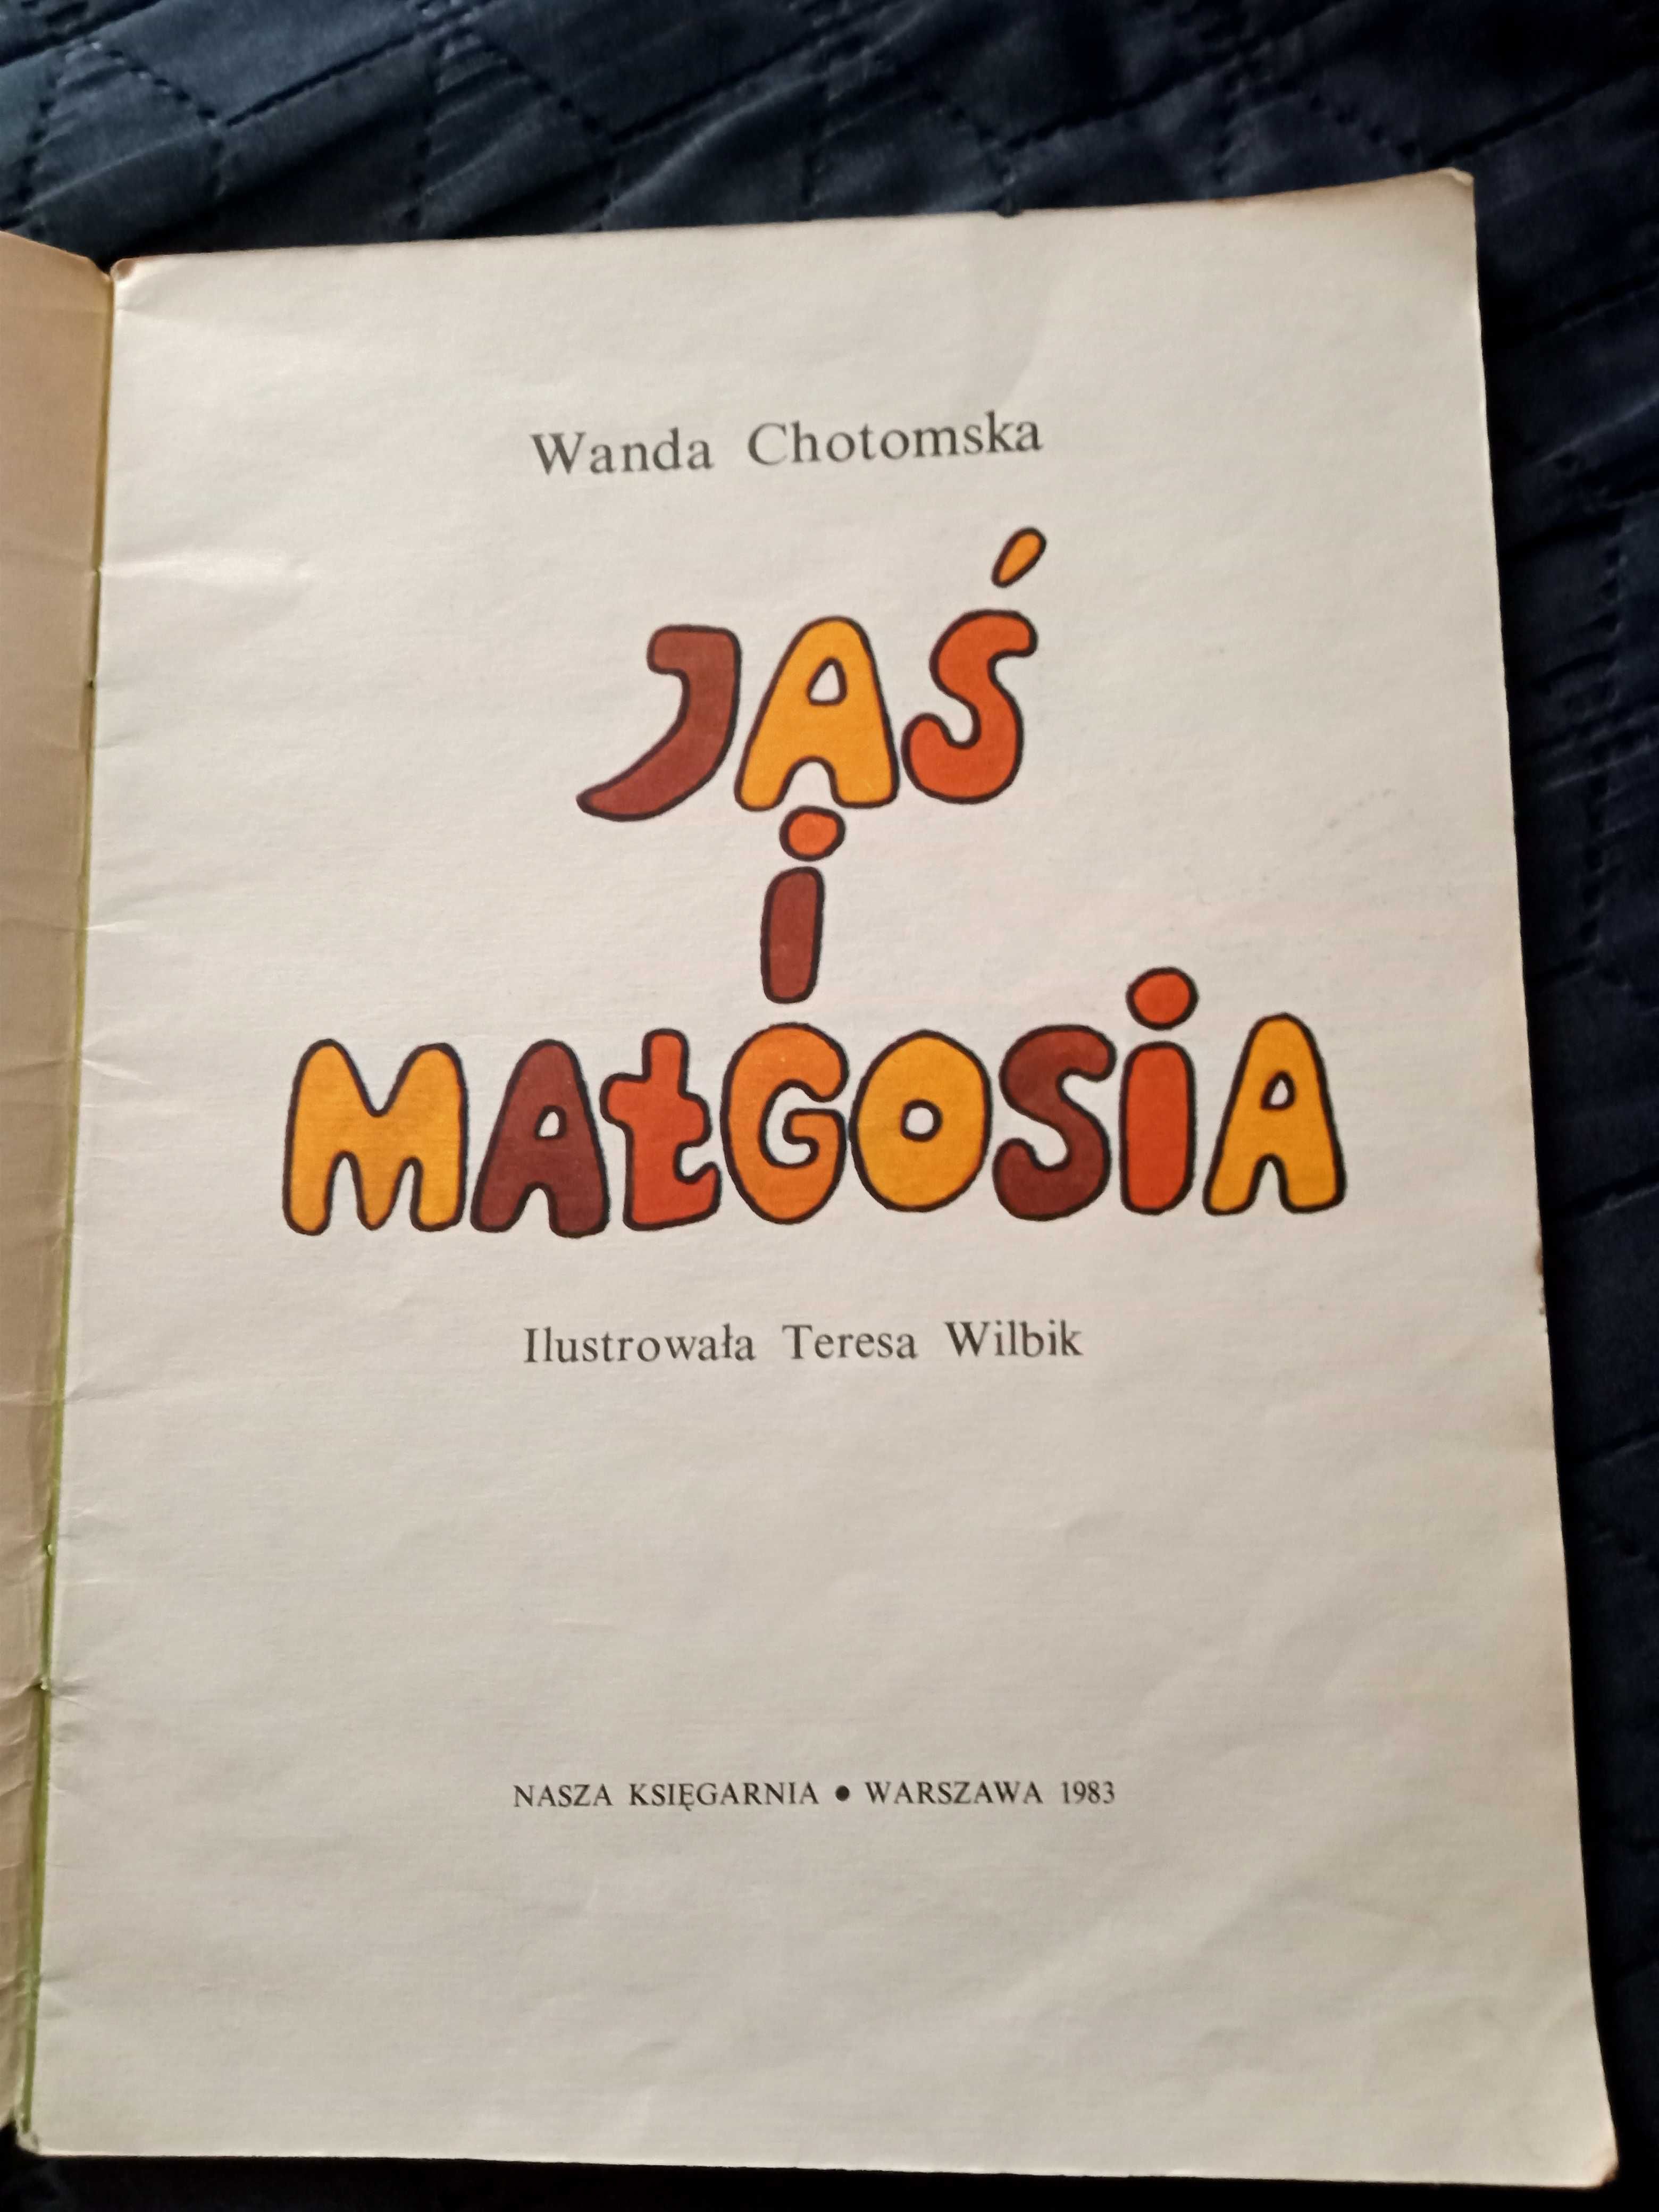 Wanda Chotomska
JAŚ
i
MAŁGOSiA
Ilustrowała Teresa Wilbik
NASZA KSIĘGARNIA • WARSZAWA 1983